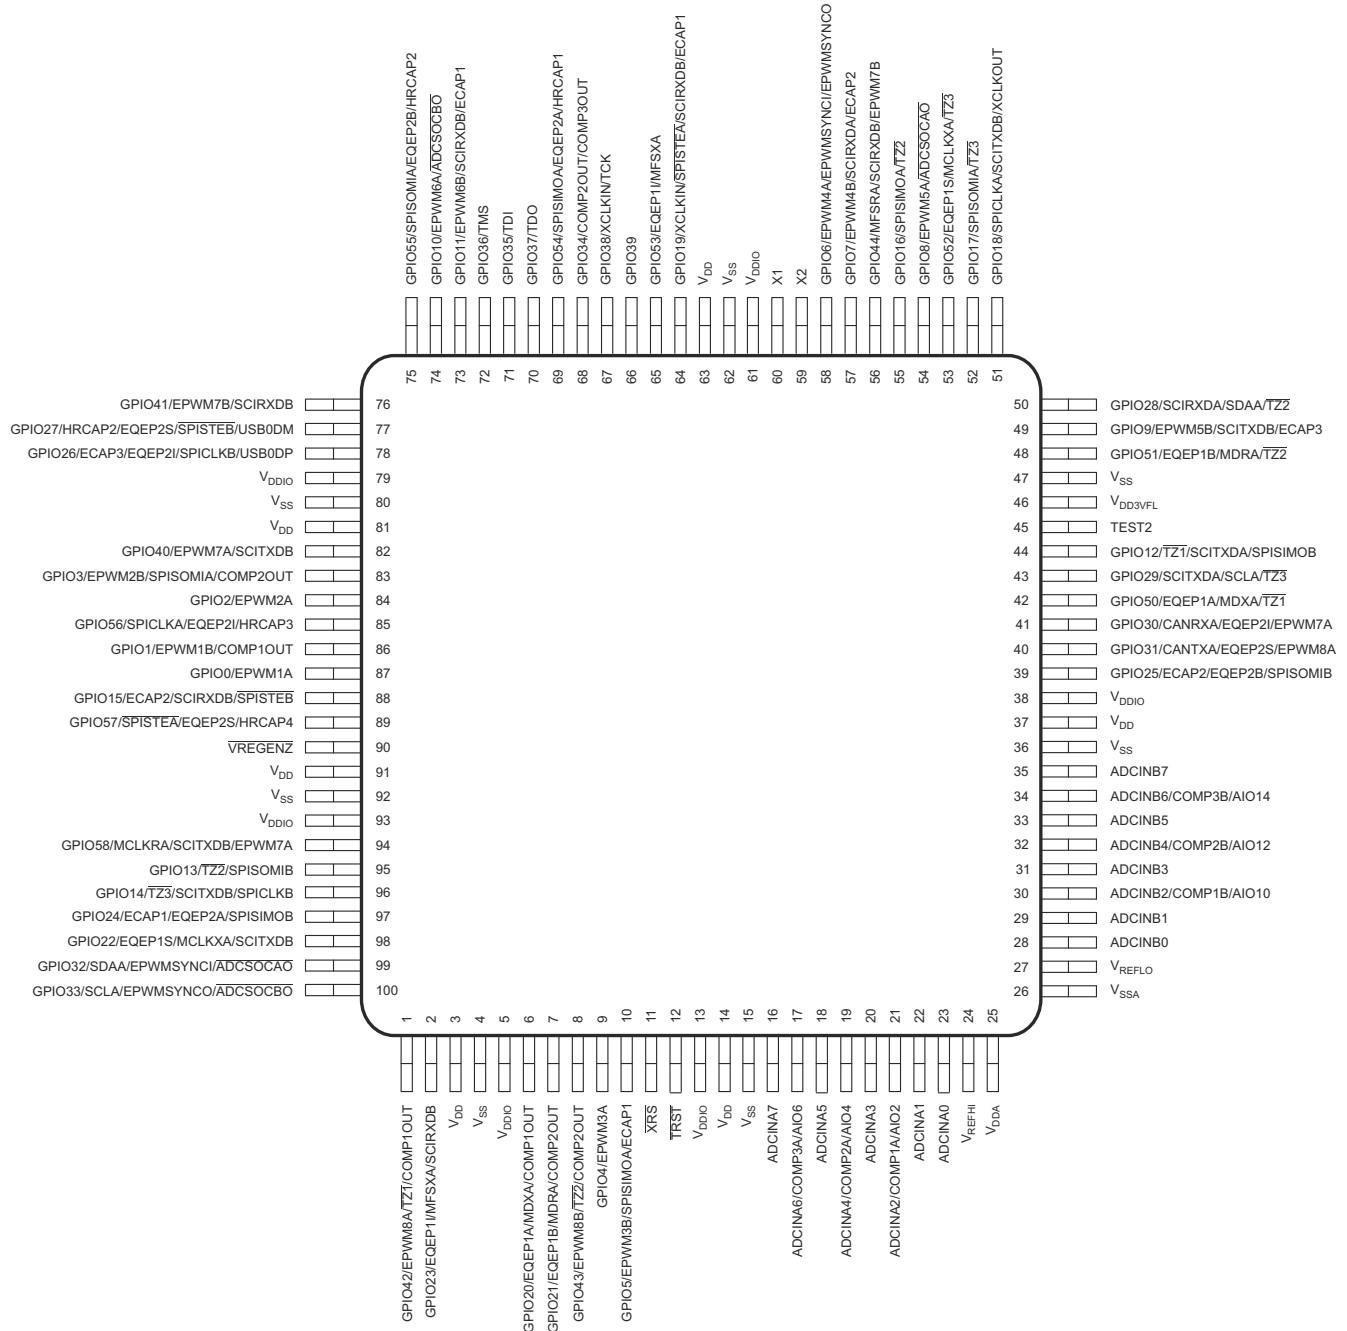 GPIO55/SPISOMIA/EQEP2B/HRCAP2
GPIO10/EPWM6A/ADCSOCBO
GPIO11/EPWM6B/SCIRXDB/ECAP1
GPIO36/TMS
GPIO35/TDI
GPIO37/TDO
GPIO54/SPISIMOA/EQEP2A/HRCAP1
GPIO34/COMP2OUT/COMP3OUT
GPIO38/XCLKIN/TCK
GPIO39
GPIO53/EQEP1I/MFSXA
GPIO19/XCLKIN/SPISTEA/SCIRXDB/ECAP1
VDD
VSS
VDDIO
X1
X2
GPIO6/EPWM4A/EPWMSYNCI/EPWMSYNCO
GPIO7/EPWM4B/SCIRXDA/ECAP2
GPIO44/MFSRA/SCIRXDB/EPWM7B
GPIO16/SPISIMOA/TZ2
GPIO8/EPWM5A/ADCSOCAO
GPIO52/EQEP1S/MCLKXA/TZ3
GPIO17/SPISOMIA/TZ3
GPIO18/SPICLKA/SCITXDB/XCLKOUT
75
74
73
72
71
70
69
68
67
66
65
64
63
62
61
60
59
58
57
56
55
54
53
52
51
GPIO41/EPWM7B/SCIRXDB 76
GPIO27/HRCAP2/EQEP2S/SPISTEB/USB0DM 77
GPIO26/ECAP3/EQEP2I/SPICLKB/USB0DP 78
VDDIO 79
VSS 80
VDD 81
GPIO40/EPWM7A/SCITXDB 82
GPIO3/EPWM2B/SPISOMIA/COMP2OUT 83
GPIO2/EPWM2A 84
GPIO56/SPICLKA/EQEP2I/HRCAP3 85
GPIO1/EPWM1B/COMP1OUT 86
GPIO0/EPWM1A 87
GPIO15/ECAP2/SCIRXDB/SPISTEB 88
GPIO57/SPISTEA/EQEP2S/HRCAP4 89
VREGENZ 90
VDD 91
VSS 92
VDDIO 93
GPIO58/MCLKRA/SCITXDB/EPWM7A 94
GPIO13/TZ2/SPISOMIB 95
GPIO14/TZ3/SCITXDB/SPICLKB 96
GPIO24/ECAP1/EQEP2A/SPISIMOB 97
GPIO22/EQEP1S/MCLKXA/SCITXDB 98
GPIO32/SDAA/EPWMSYNCI/ADCSOCAO 99
GPIO33/SCLA/EPWMSYNCO/ADCSOCBO 100
50 GPIO28/SCIRXDA/SDAA/TZ2
49 GPIO9/EPWM5B/SCITXDB/ECAP3
48 GPIO51/EQEP1B/MDRA/TZ2
47 VSS
46 VDD3VFL
45 TEST2
44 GPIO12/TZ1/SCITXDA/SPISIMOB
43 GPIO29/SCITXDA/SCLA/TZ3
42 GPIO50/EQEP1A/MDXA/TZ1
41 GPIO30/CANRXA/EQEP2I/EPWM7A
40 GPIO31/CANTXA/EQEP2S/EPWM8A
39 GPIO25/ECAP2/EQEP2B/SPISOMIB
38 VDDIO
37 VDD
36 VSS
35 ADCINB7
34 ADCINB6/COMP3B/AIO14
33 ADCINB5
32 ADCINB4/COMP2B/AIO12
31 ADCINB3
30 ADCINB2/COMP1B/AIO10
29 ADCINB1
28 ADCINB0
27 VREFLO
26 VSSA
1
2
3
4
5
6
7
8
9
10
11
12
13
14
15
16
17
18
19
20
21
22
23
24
25
GPIO42/EPWM8A/TZ1/COMP1OUT
GPIO23/EQEP1I/MFSXA/SCIRXDB
VDD
VSS
VDDIO
GPIO20/EQEP1A/MDXA/COMP1OUT
GPIO21/EQEP1B/MDRA/COMP2OUT
GPIO43/EPWM8B/TZ2/COMP2OUT
GPIO4/EPWM3A
GPIO5/EPWM3B/SPISIMOA/ECAP1
XRS
TRST
VDDIO
VDD
VSS
ADCINA7
ADCINA6/COMP3A/AIO6
ADCINA5
ADCINA4/COMP2A/AIO4
ADCINA3
ADCINA2/COMP1A/AIO2
ADCINA1
ADCINA0
VREFHI
VDDA